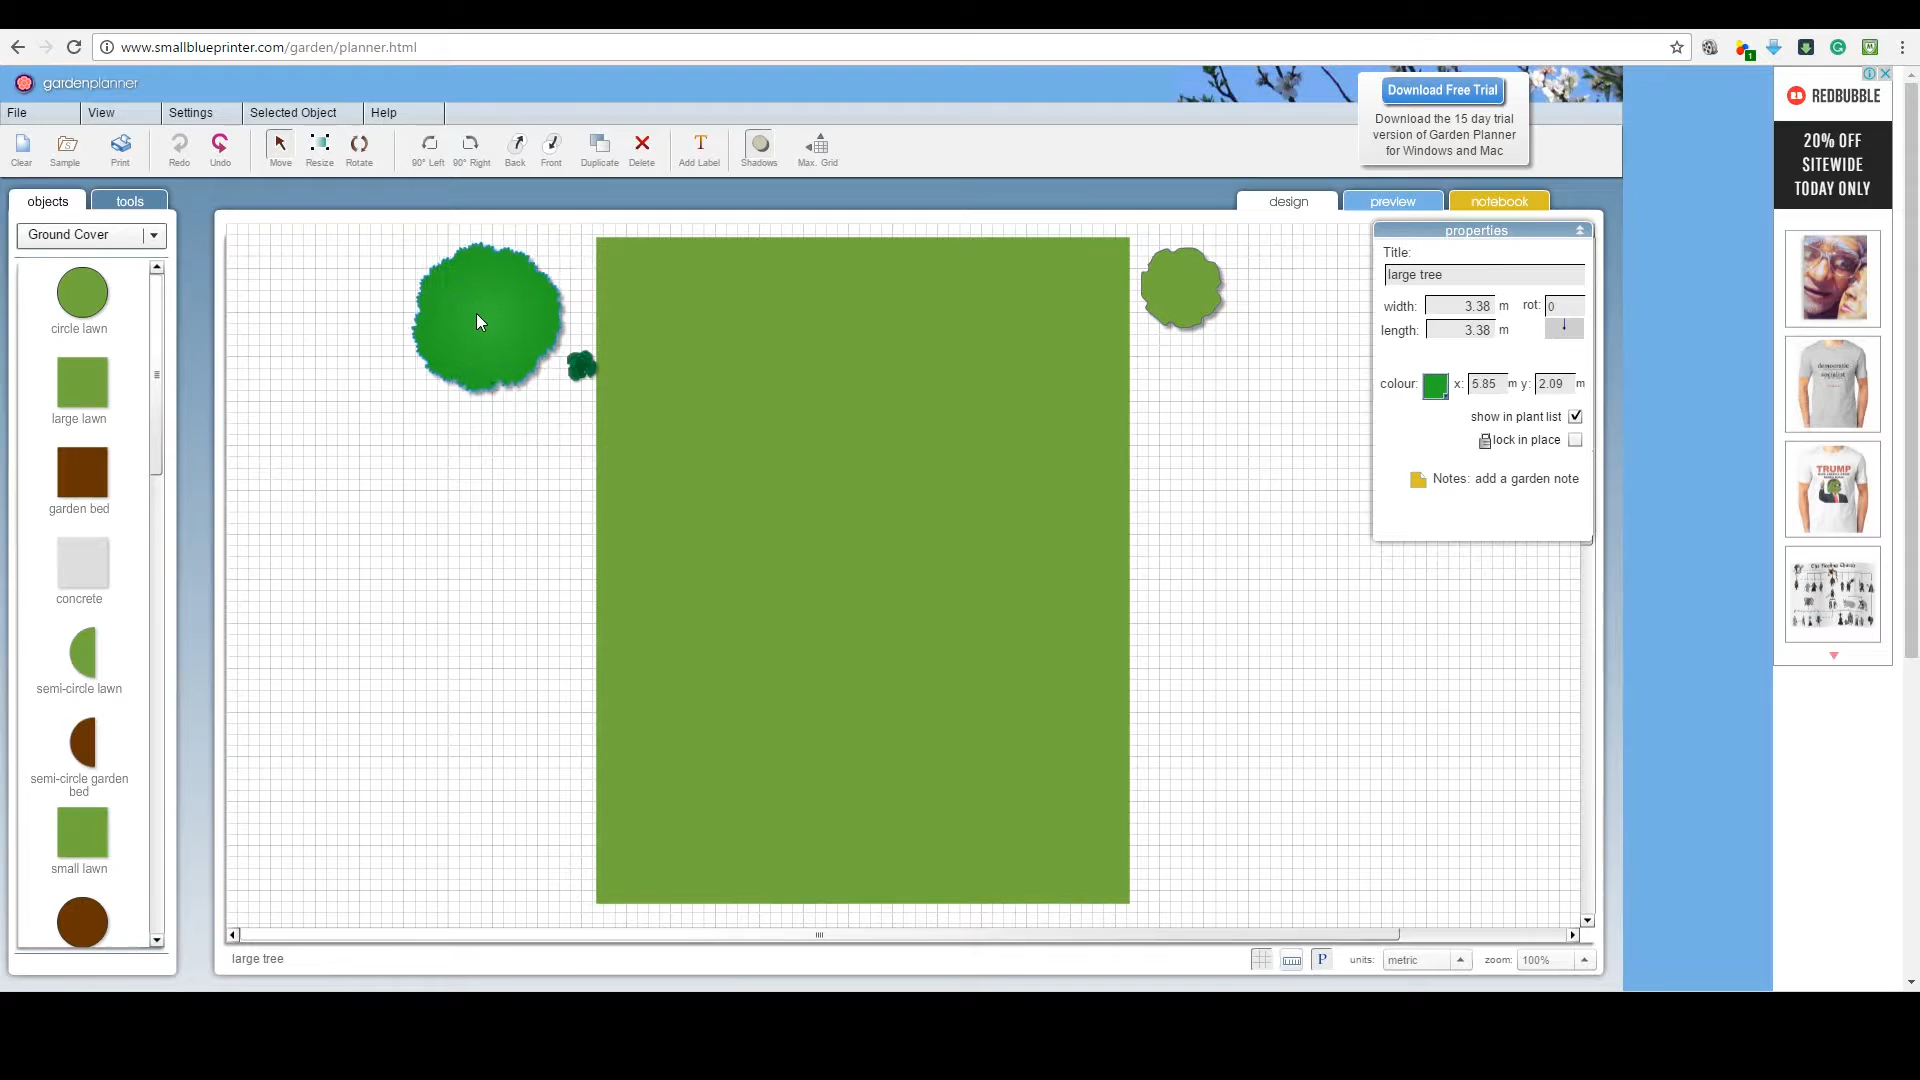 www.smallblueprinter.com/garden/planner.html
1
gardenplanner
File View Settings Selected Object Help
Download Free Trial
Download the 15 day trial
version of Garden Planner
for Windows and Mac
Clear Sample Print Redo Undo Move Resize Rotate 90° Left 90° Right Back Front Duplicate Delete Add Label Shadows Max. Grid
objects tools
design preview notebook
Ground Cover
circle lawn
large lawn
garden bed
concrete
semi-circle lawn
semi-circle garden
bed
small lawn
properties
Title:
large tree
width: 3.38 m rot: 0
length: 3.38 m
colour: x: 5.85 m y: 2.09 m
show in plant list
lock in place
Notes: add a garden note
large tree
P units: metric zoom: 100%
REDBUBBLE
20% OFF
SITEWIDE
TODAY ONLY
democratic
socialist
TRUMP